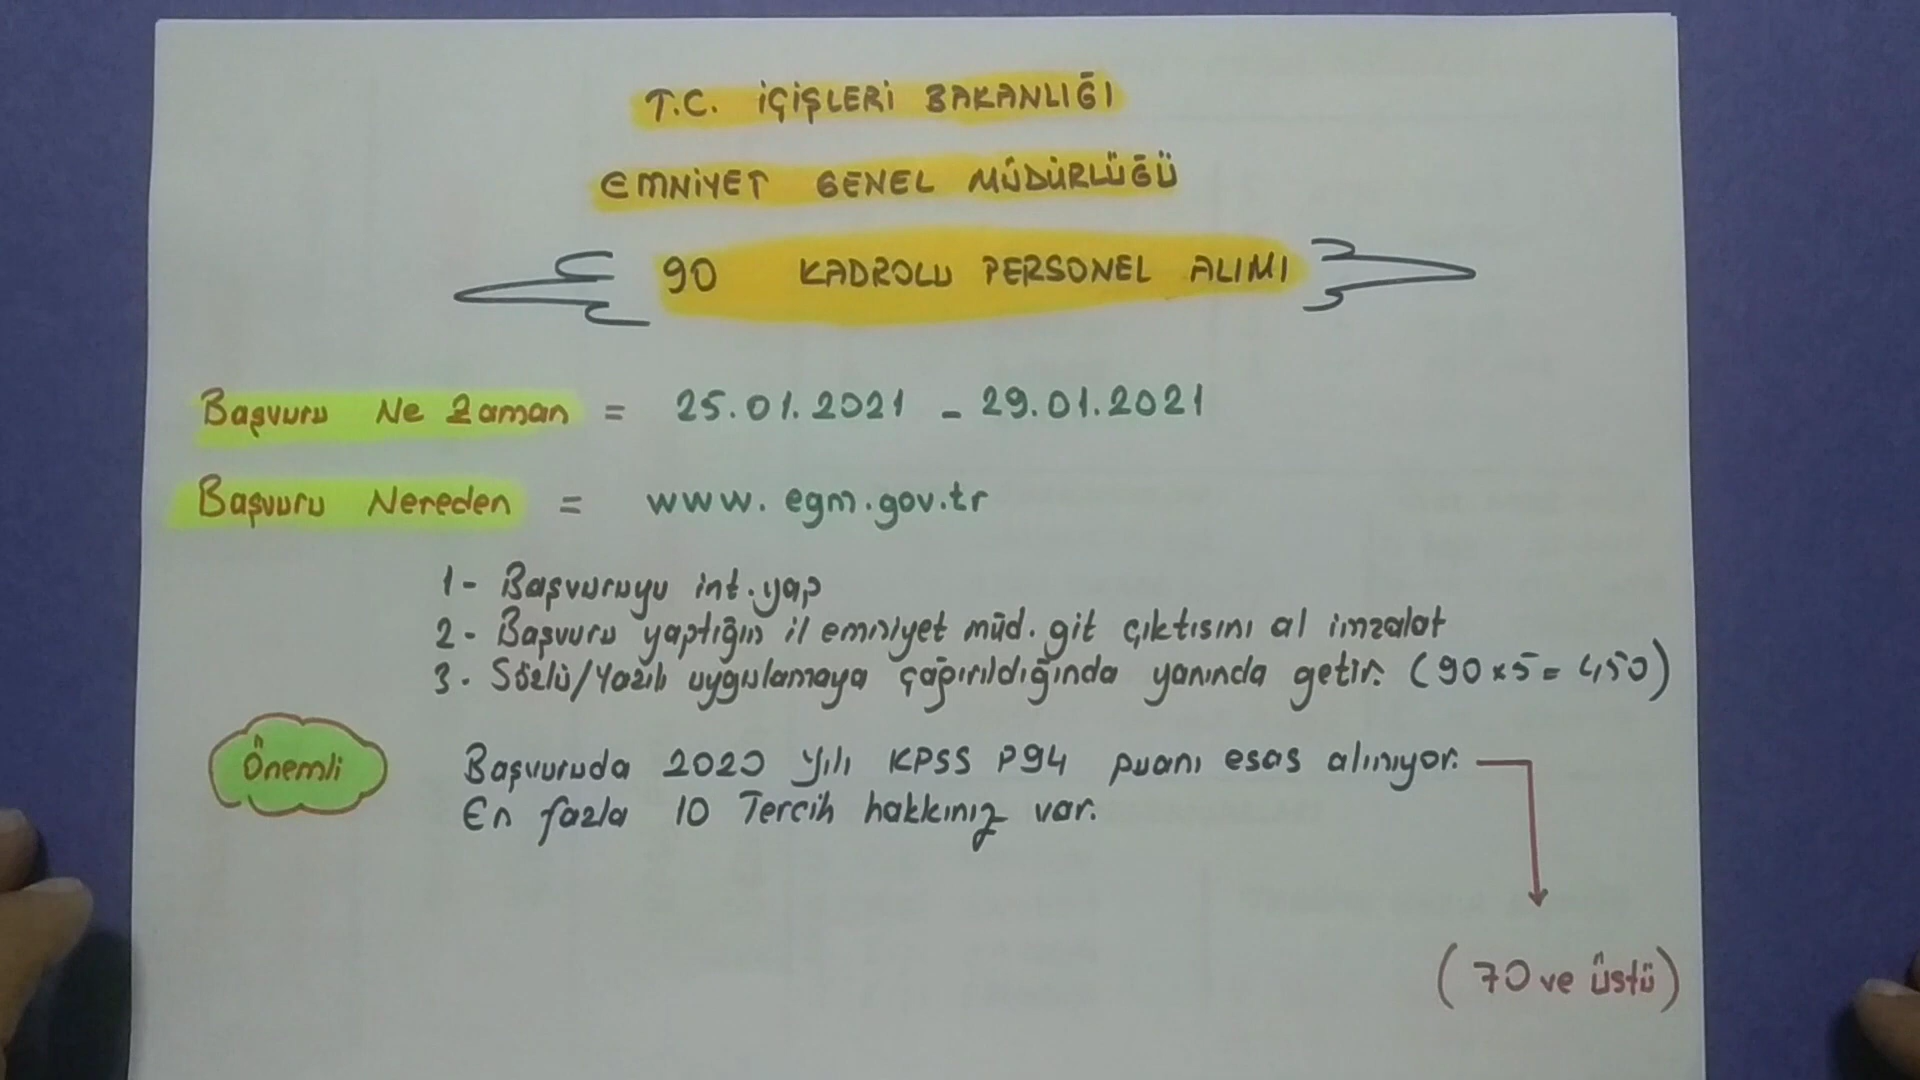 T.C. İÇİŞLERİ BAKANLIĞI
EMNİYET GENEL MÜDÜRLÜĞÜ
90 KADROLU PERSONEL ALIMI
Başvuru Ne Zaman = 25.01.2021 - 29.01.2021
Başvuru Nereden = www.egm.gov.tr
1- Başvuruyu int.yap
2- Başvuru yaptığın il emniyet müd. git çıktısını al imzalat
3- Sözlü/Yazılı uygulamaya çağırıldığında yanında getir. (90x5=450)
Önemli
Başvuruda 2020 yılı KPSS P94 puanı esas alınıyor.
En fazla 10 Tercih hakkınız var.
(70 ve üstü)